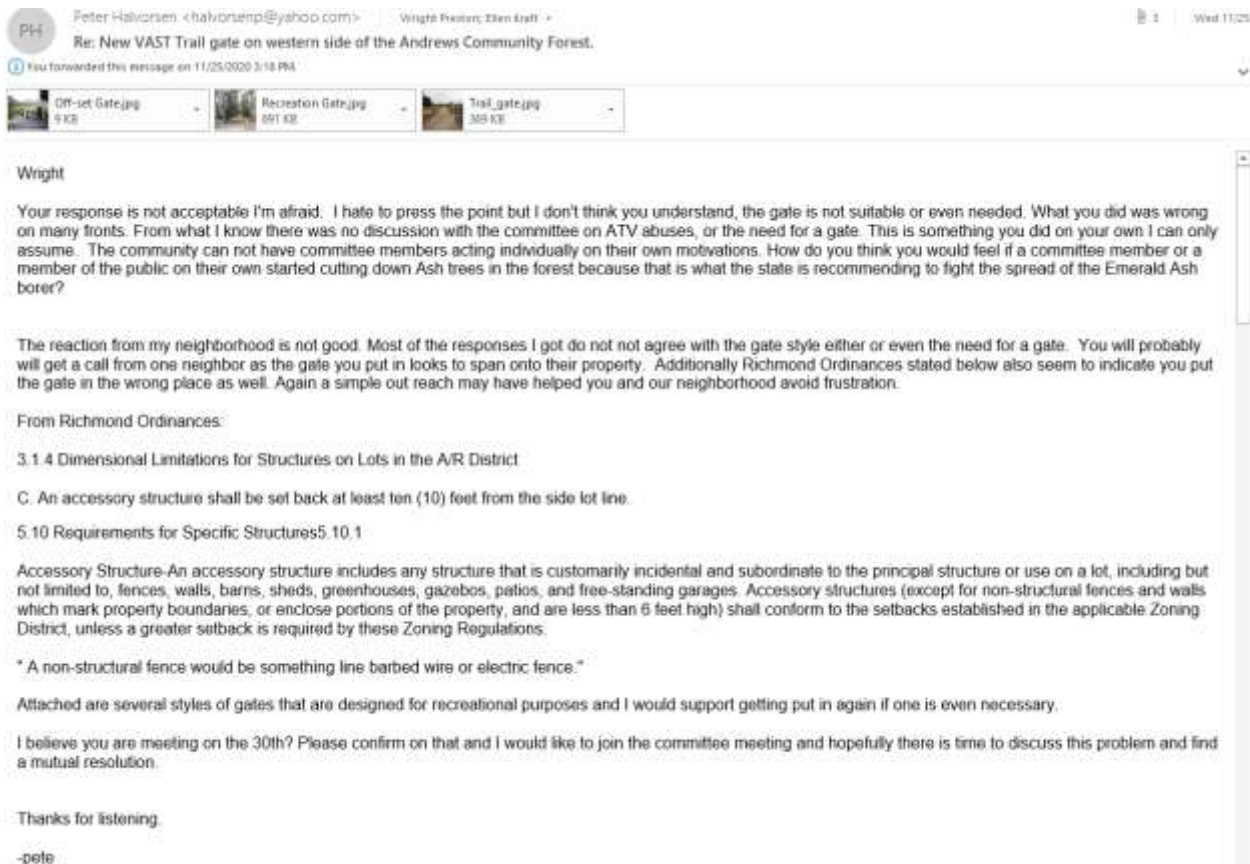 PH
Peter Halvorsen <halvorsenp@yahoo.com>
Wright Preston; Ellen Kraft
Wed 11/25
Re: New VAST Trail gate on western side of the Andrews Community Forest.
You forwarded this message on 11/25/2020 3:18 PM.
Off-set Gate.jpg
9 KB
Recreation Gate.jpg
891 KB
Trail_gate.jpg
KB
Wright
Your response is not acceptable I'm afraid. I hate to press the point but I don't think you understand, the gate is not suitable or even needed. What you did was wrong
on many fronts. From what I know there was no discussion with the committee on ATV abuses, or the need for a gate. This is something you did on your own I can only
assume. The community can not have committee members acting individually on their own motivations. How do you think you would feel if a committee member or a
member of the public on their own started cutting down Ash trees in the forest because that is what the state is recommending to fight the spread of the Emerald Ash
borer?
The reaction from my neighborhood is not good. Most of the responses I got do not not agree with the gate style either or even the need for a gate. You will probably
will get a call from one neighbor as the gate you put in looks to span onto their property. Additionally Richmond Ordinances stated below also seem to indicate you put
the gate in the wrong place as well. Again a simple out reach may have helped you and our neighborhood avoid frustration.
From Richmond Ordinances:
3.1.4 Dimensional Limitations for Structures on Lots in the A/R District
C. An accessory structure shall be set back at least ten (10) feet from the side lot line.
5.10 Requirements for Specific Structures5.10.1
Accessory Structure-An accessory structure includes any structure that is customarily incidental and subordinate to the principal structure or use on a lot, including but
not limited to, fences, walls, barns, sheds, greenhouses, gazebos, patios, and free-standing garages. Accessory structures (except for non-structural fences and walls
which mark property boundaries, or enclose portions of the property, and are less than 6 feet high) shall conform to the setbacks established in the applicable Zoning
District, unless a greater setback is required by these Zoning Regulations.
" A non-structural fence would be something line barbed wire or electric fence."
Attached are several styles of gates that are designed for recreational purposes and I would support getting put in again if one is even necessary.
I believe you are meeting on the 30th? Please confirm on that and I would like to join the committee meeting and hopefully there is time to discuss this problem and find
a mutual resolution.
Thanks for listening.
-pete